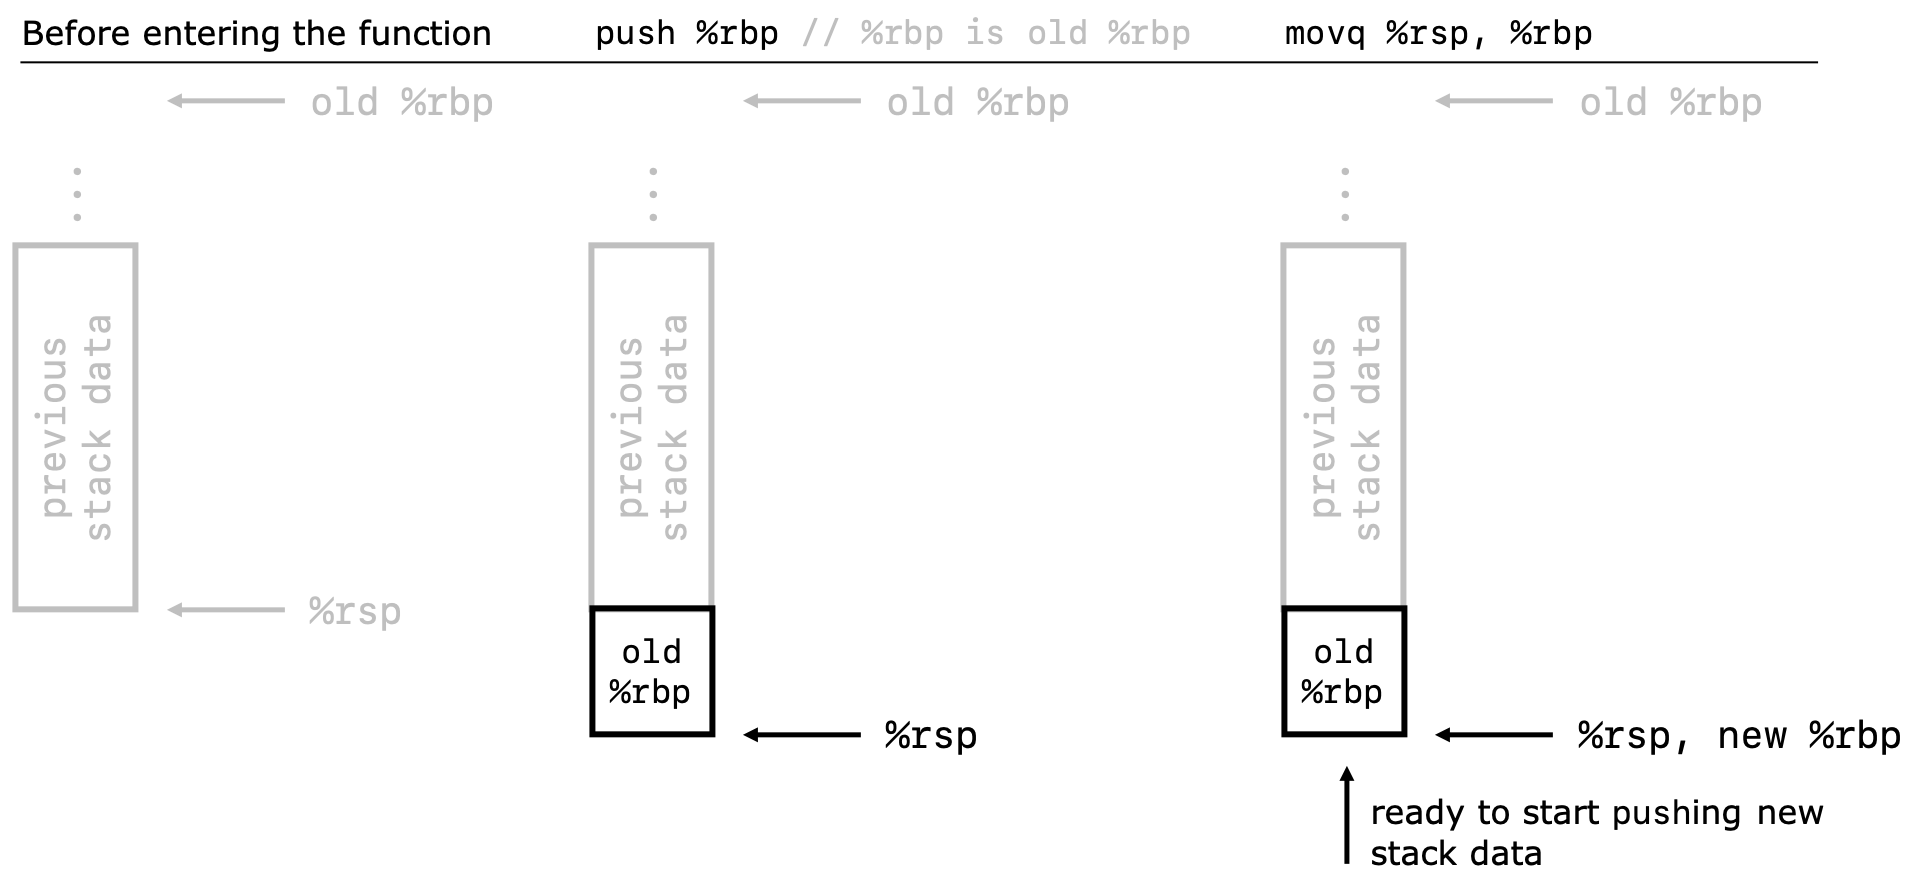 Before entering the function
push %rbp // %rbp is old %rbp
movq %rsp, %rbp
old %rbp
previous
stack data
%rsp
old %rbp
previous
stack data
old
%rbp
%rsp
old %rbp
previous
stack data
old
%rbp
%rsp, new %rbp
ready to start pushing new
stack data